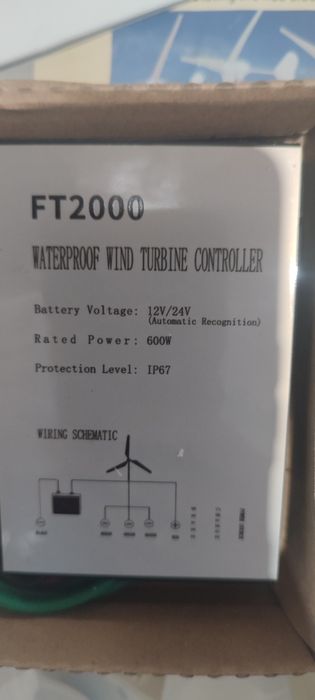 FT2000
WATERPROOF WIND TURBINE CONTROLLER
Battery Voltage: 12V/24V
(Automatic Recognition)
Rated Power: 600W
Protection Level: IP67
WIRING SCHEMATIC